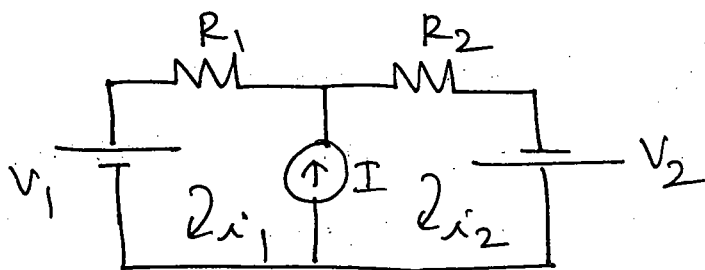 R₁ R₂
V₁ I V₂
i₁ i₂